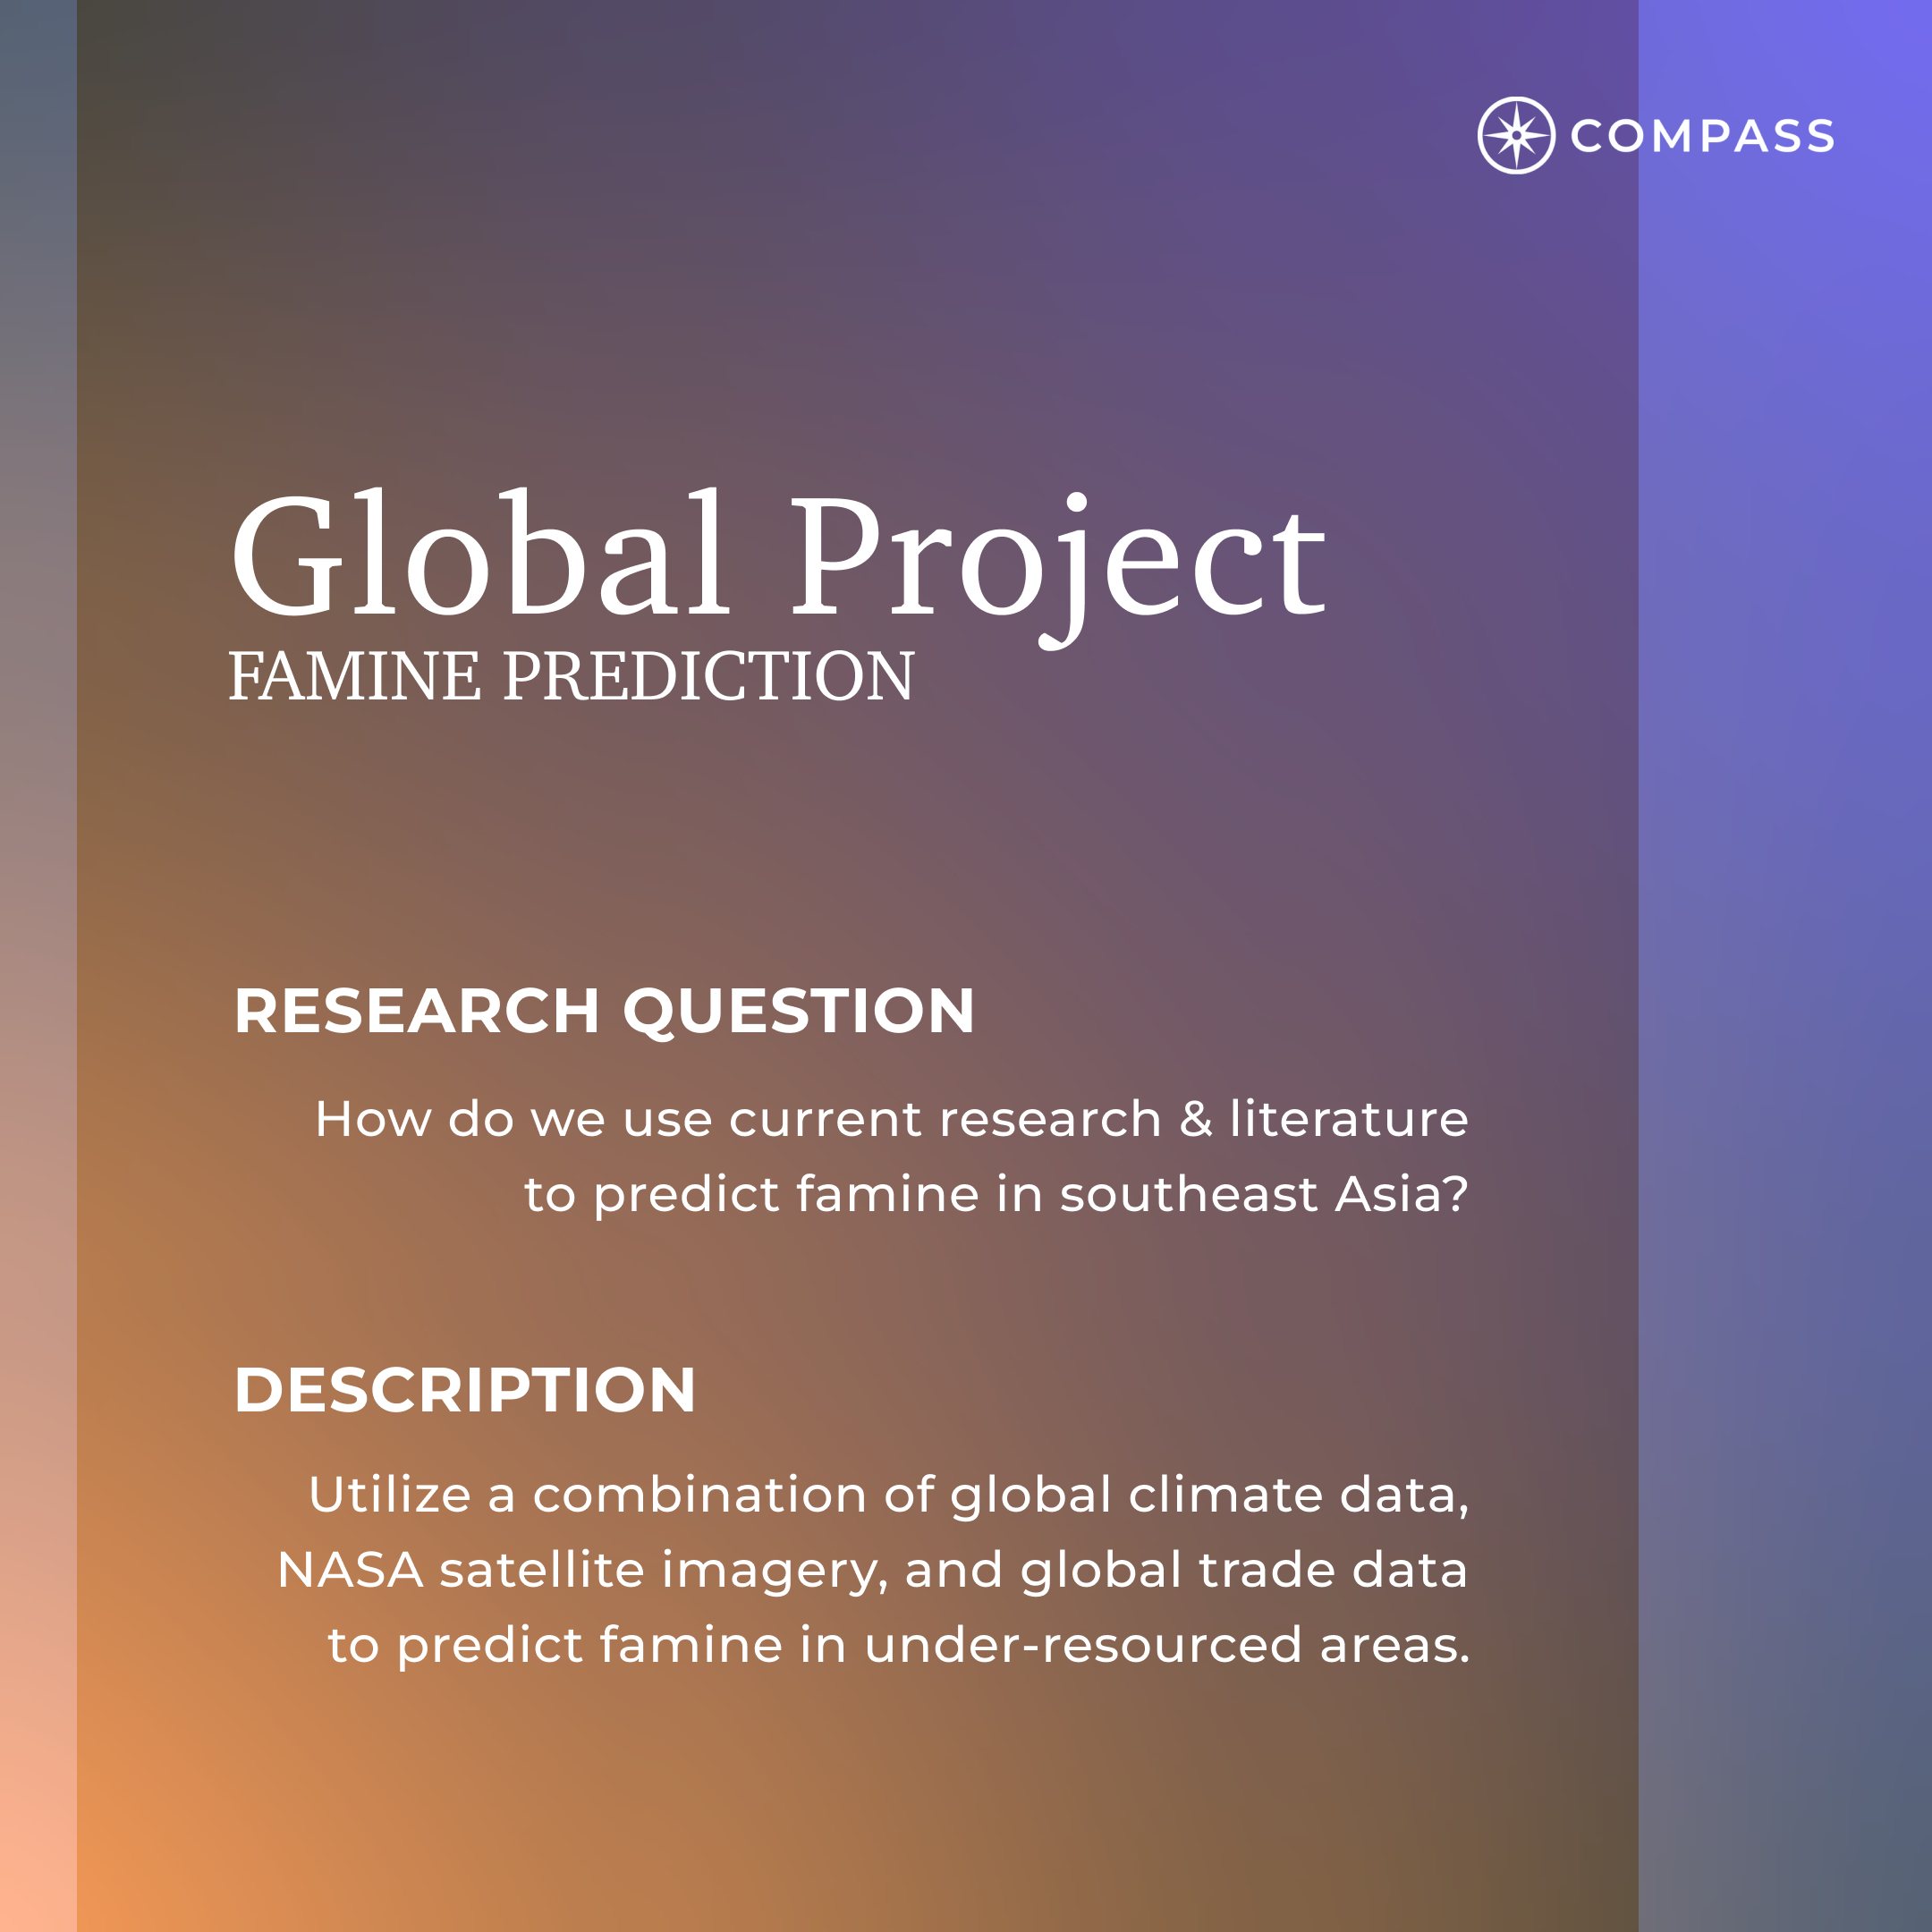 COMPASS
Global Project
FAMINE PREDICTION
RESEARCH QUESTION
How do we use current research & literature
to predict famine in southeast Asia?
DESCRIPTION
Utilize a combination of global climate data,
NASA satellite imagery, and global trade data
to predict famine in under-resourced areas.